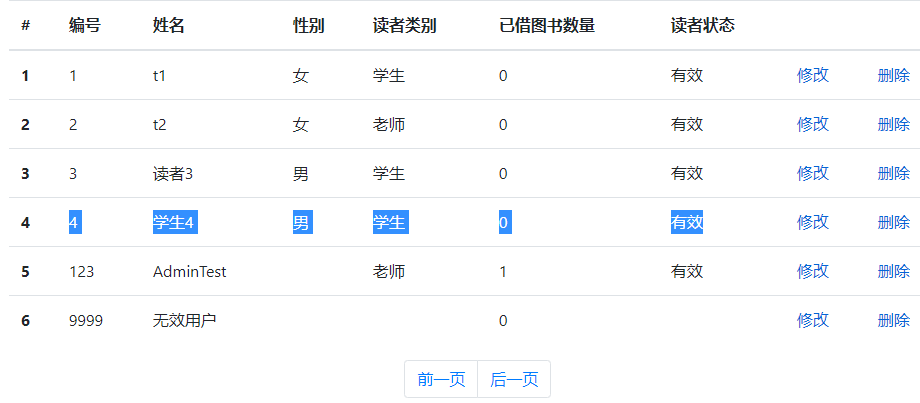 # 编号 姓名 性别 读者类别 已借图书数量 读者状态
1 1 t1 女 学生 0 有效 修改 删除
2 2 t2 女 老师 0 有效 修改 删除
3 3 读者3 男 学生 0 有效 修改 删除
4 4 学生4 男 学生 0 有效 修改 删除
5 123 AdminTest 老师 1 有效 修改 删除
6 9999 无效用户 0 修改 删除
前一页 后一页